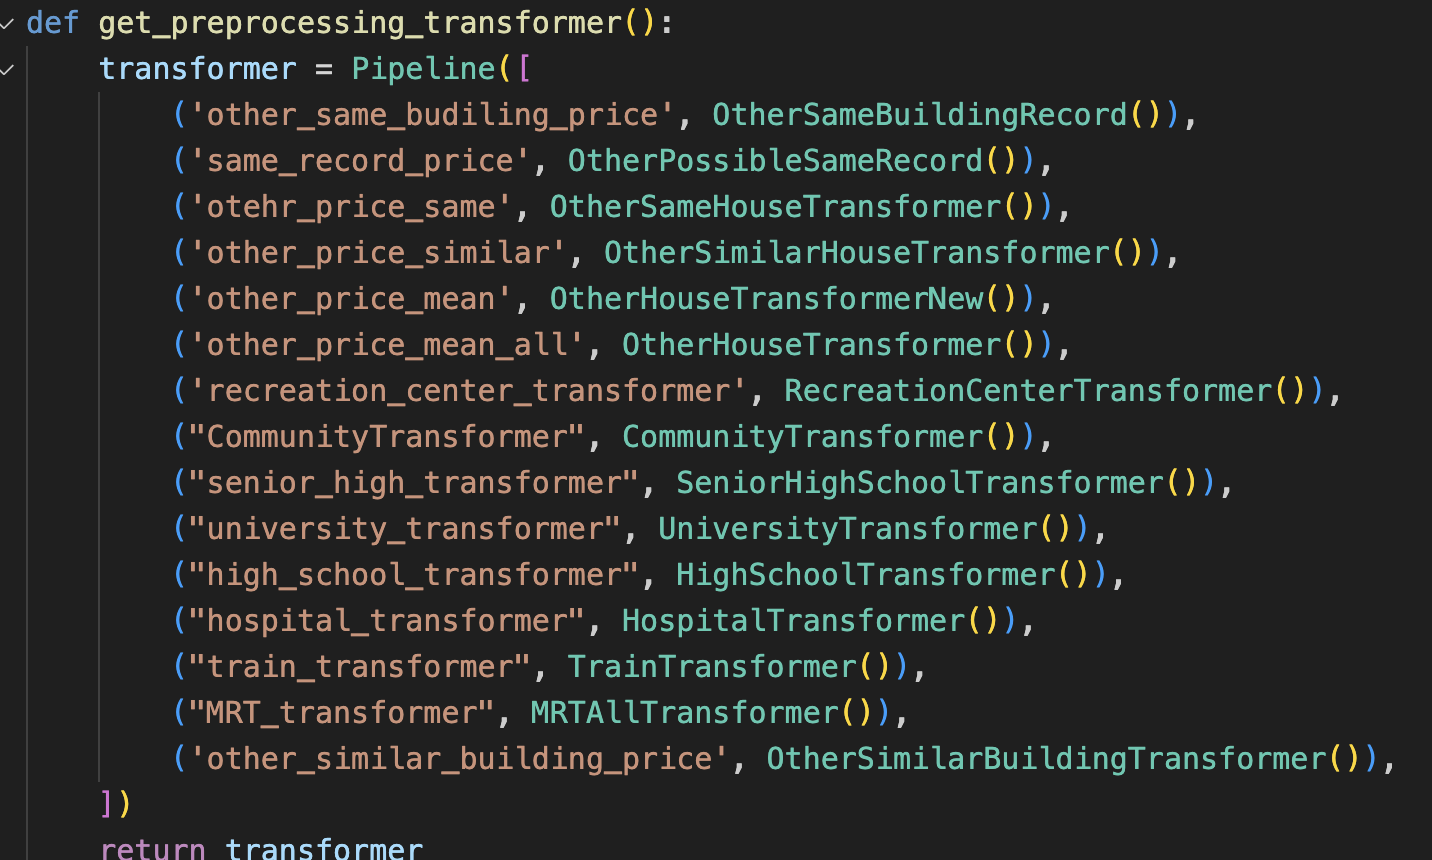 def get_preprocessing_transformer():
transformer = Pipeline([
('other_same_budiling_price', OtherSameBuildingRecord()),
('same_record_price', OtherPossibleSameRecord()),
('otehr_price_same', OtherSameHouseTransformer()),
('other_price_similar', OtherSimilarHouseTransformer()),
('other_price_mean', OtherHouseTransformerNew()),
('other_price_mean_all', OtherHouseTransformer()),
('recreation_center_transformer', RecreationCenterTransformer()),
("CommunityTransformer", CommunityTransformer()),
("senior_high_transformer", SeniorHighSchoolTransformer()),
("university_transformer", UniversityTransformer()),
("high_school_transformer", HighSchoolTransformer()),
("hospital_transformer", HospitalTransformer()),
("train_transformer", TrainTransformer()),
("MRT_transformer", MRTAllTransformer()),
('other_similar_building_price', OtherSimilarBuildingTransformer()),
])
return transformer